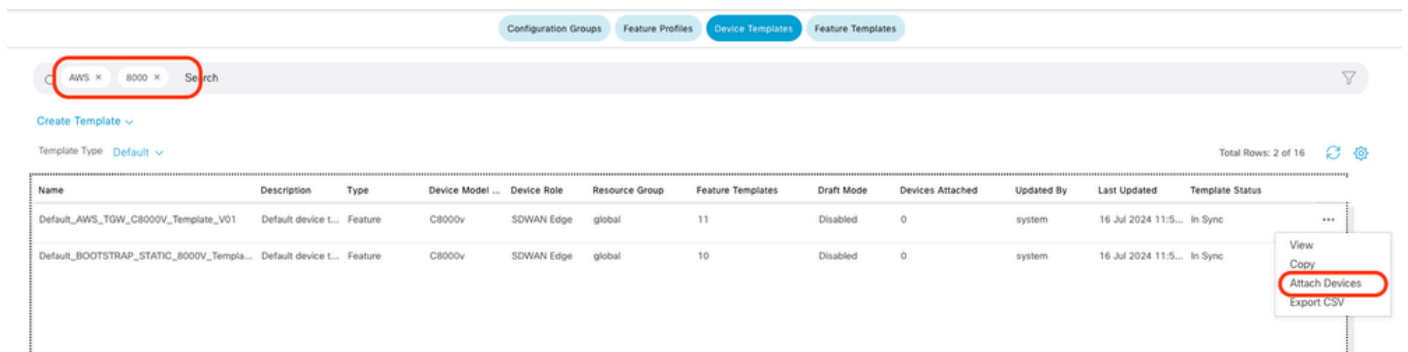 Configuration Groups Feature Profiles Device Templates Feature Templates
AWS × 8000 × Search
Create Template
Template Type Default
Total Rows: 2 of 16
Name Description Type Device Model ... Device Role Resource Group Feature Templates Draft Mode Devices Attached Updated By Last Updated Template Status
Default_AWS_TGW_C8000V_Template_V01 Default device t... Feature C8000v SDWAN Edge global 11 Disabled 0 system 16 Jul 2024 11:5... In Sync ...
Default_BOOTSTRAP_STATIC_8000V_Templa... Default device t... Feature C8000v SDWAN Edge global 10 Disabled 0 system 16 Jul 2024 11:5... In Sync
View
Copy
Attach Devices
Export CSV